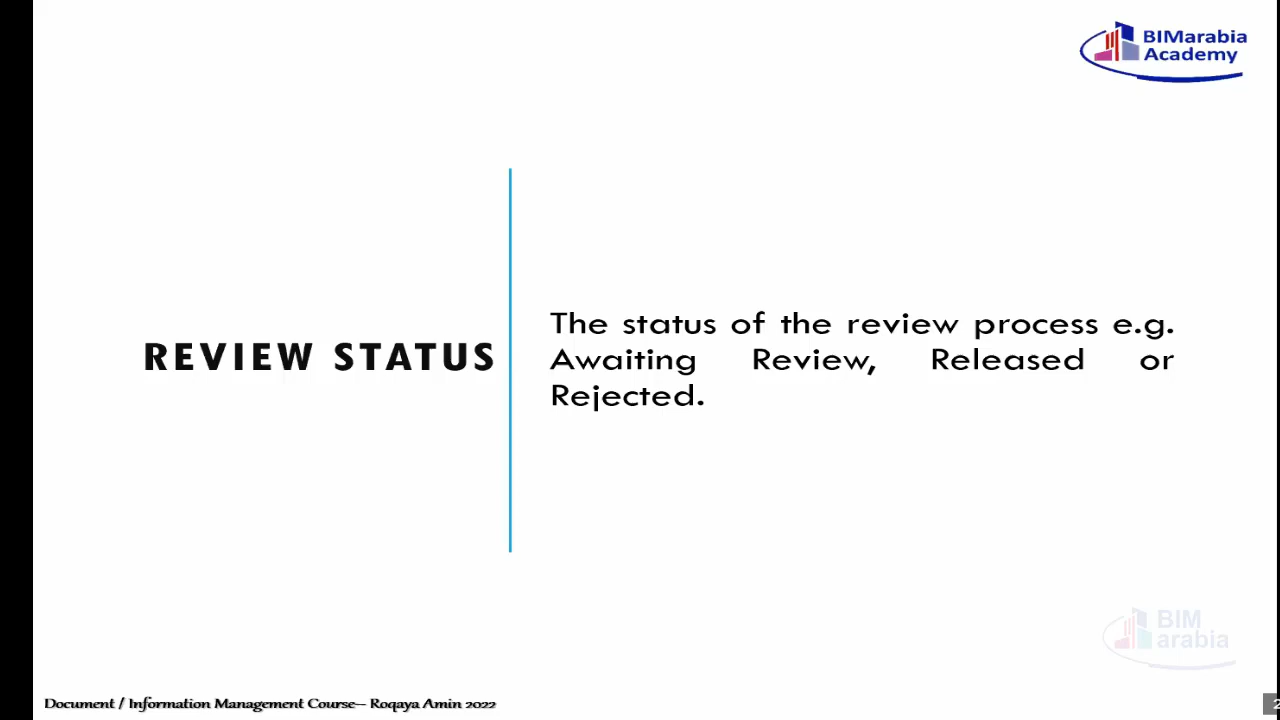 BIMarabia
Academy
REVIEW STATUS
The status of the review process e.g.
Awaiting Review, Released or
Rejected.
BIM
arabia
Document / Information Management Course-- Roqaya Amin 2022